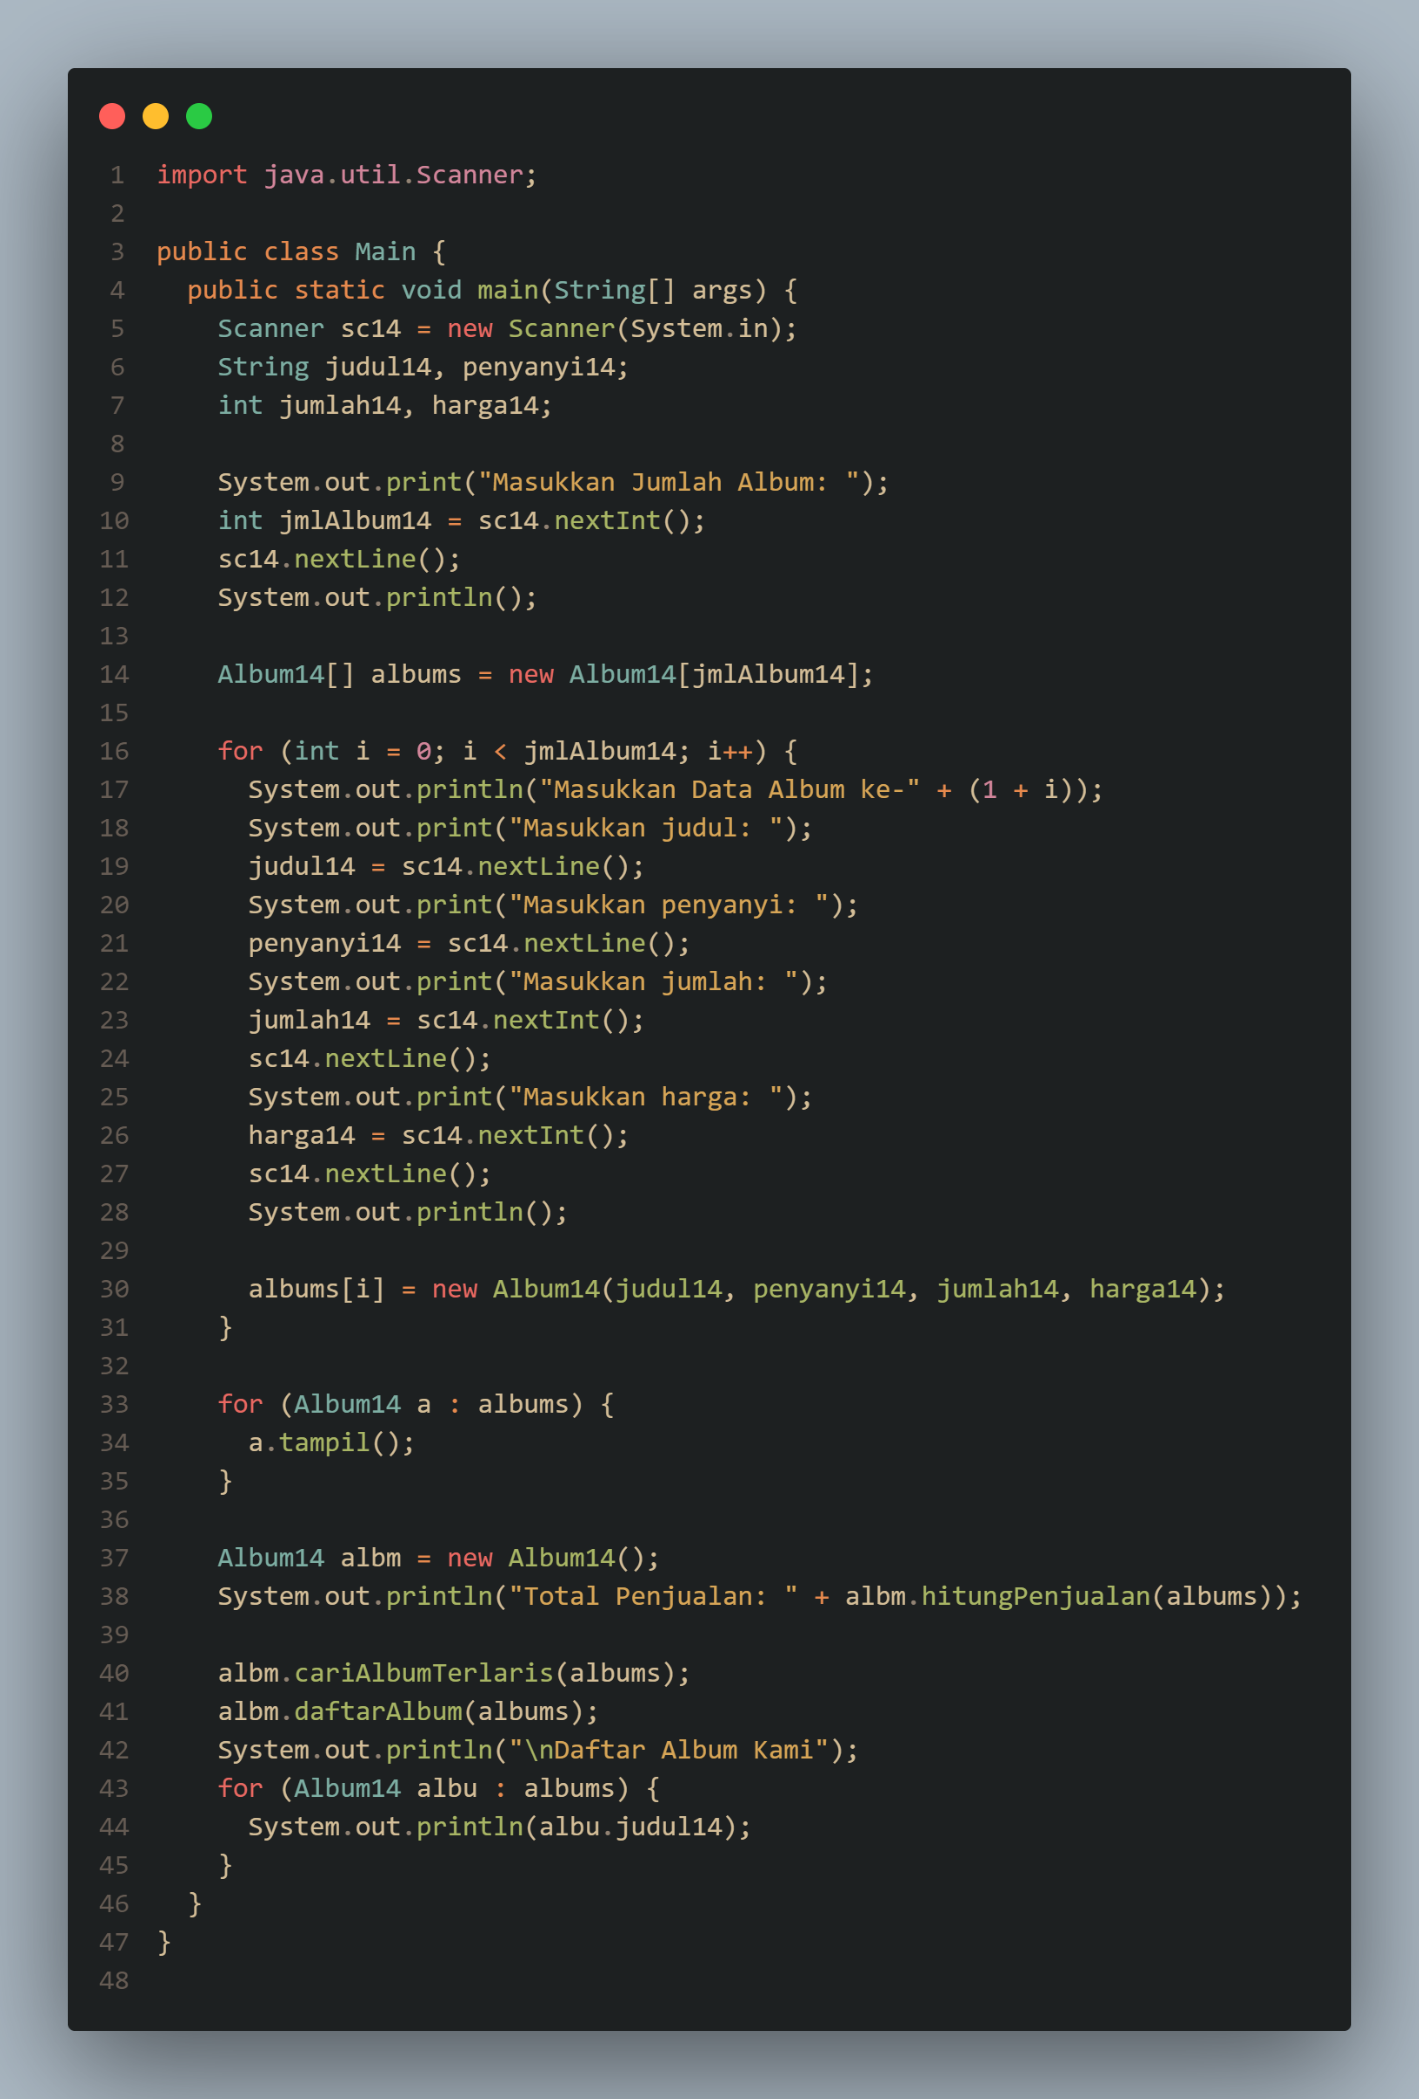 1 import java.util.Scanner;
2
3 public class Main {
4   public static void main(String[] args) {
5     Scanner sc14 = new Scanner(System.in);
6     String judul14, penyanyi14;
7     int jumlah14, harga14;
8
9     System.out.print("Masukkan Jumlah Album: ");
10     int jmlAlbum14 = sc14.nextInt();
11     sc14.nextLine();
12     System.out.println();
13
14     Album14[] albums = new Album14[jmlAlbum14];
15
16     for (int i = 0; i < jmlAlbum14; i++) {
17       System.out.println("Masukkan Data Album ke-" + (1 + i));
18       System.out.print("Masukkan judul: ");
19       judul14 = sc14.nextLine();
20       System.out.print("Masukkan penyanyi: ");
21       penyanyi14 = sc14.nextLine();
22       System.out.print("Masukkan jumlah: ");
23       jumlah14 = sc14.nextInt();
24       sc14.nextLine();
25       System.out.print("Masukkan harga: ");
26       harga14 = sc14.nextInt();
27       sc14.nextLine();
28       System.out.println();
29
30       albums[i] = new Album14(judul14, penyanyi14, jumlah14, harga14);
31     }
32
33     for (Album14 a : albums) {
34       a.tampil();
35     }
36
37     Album14 albm = new Album14();
38     System.out.println("Total Penjualan: " + albm.hitungPenjualan(albums));
39
40     albm.cariAlbumTerlaris(albums);
41     albm.daftarAlbum(albums);
42     System.out.println("\nDaftar Album Kami");
43     for (Album14 albu : albums) {
44       System.out.println(albu.judul14);
45     }
46   }
47 }
48